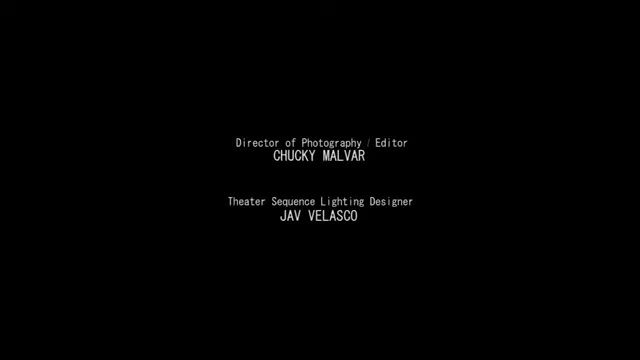 Director of Photography / Editor
CHUCKY MALVAR
Theater Sequence Lighting Designer
JAV VELASCO